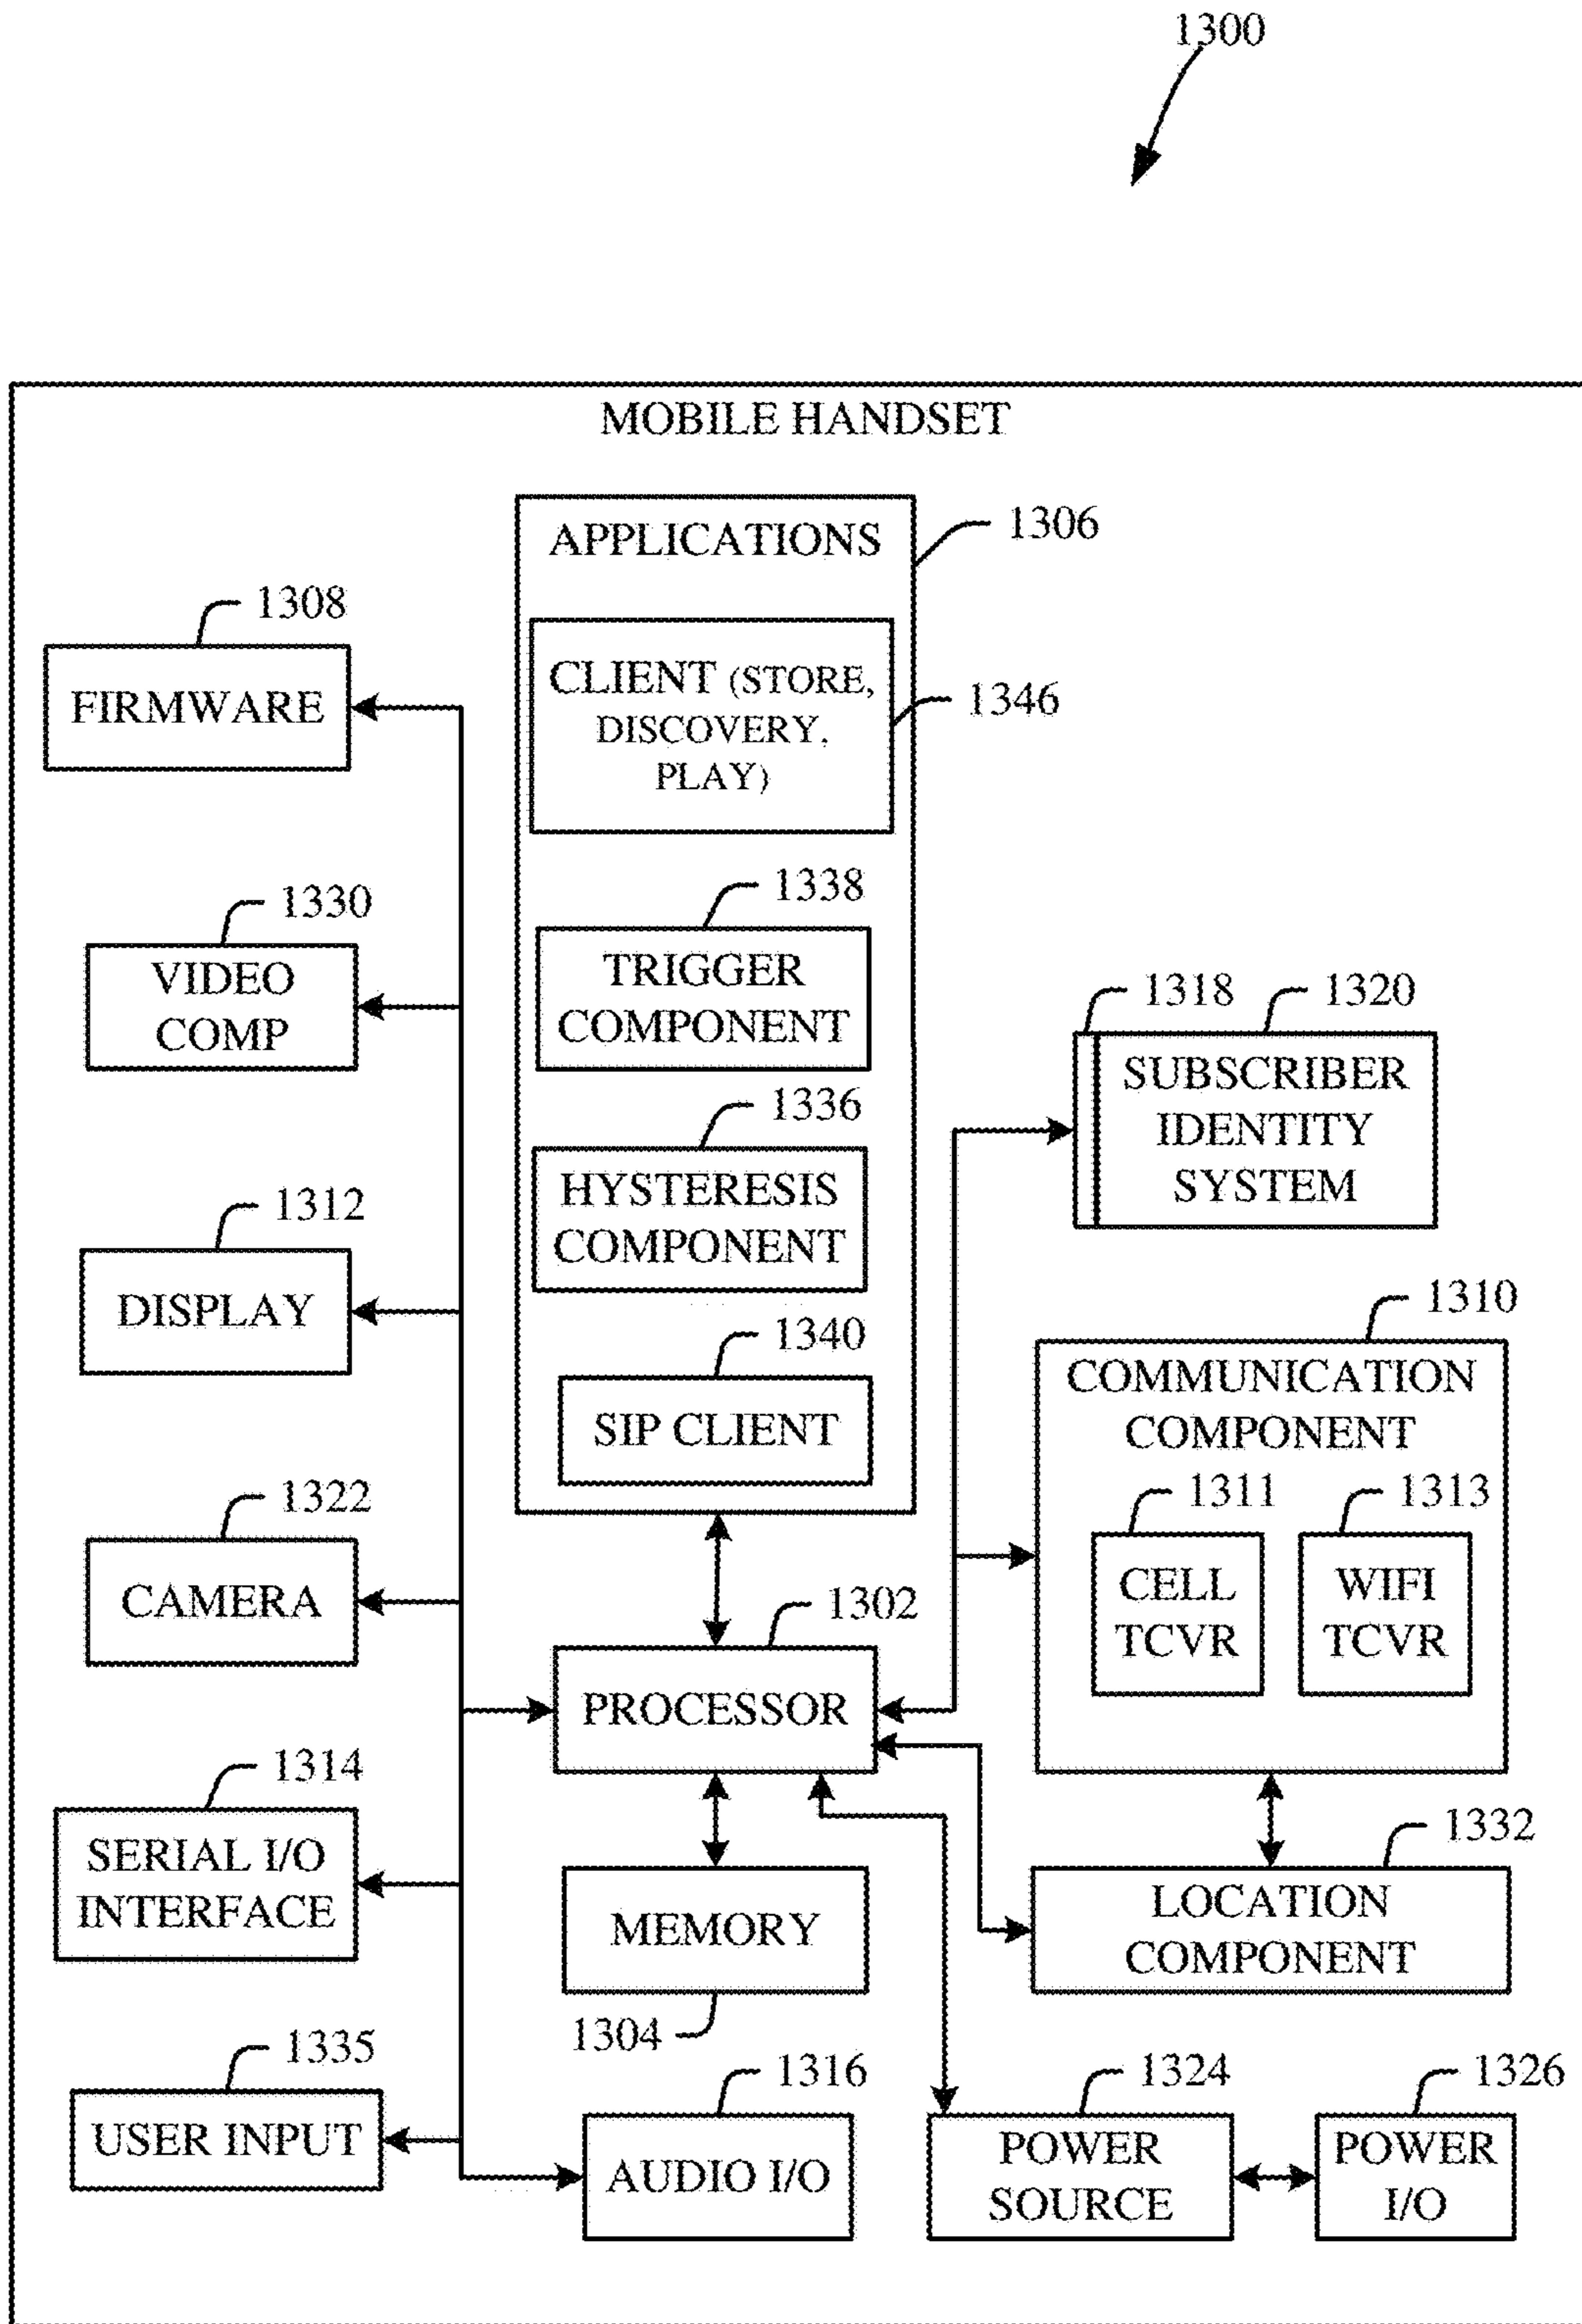 1300
MOBILE HANDSET
APPLICATIONS
1306
CLIENT (STORE,
DISCOVERY,
PLAY)
1346
1308
FIRMWARE
1338
TRIGGER
COMPONENT
1330
VIDEO
COMP
1318
1320
SUBSCRIBER
IDENTITY
SYSTEM
1336
HYSTERESIS
COMPONENT
1312
DISPLAY
1340
SIP CLIENT
1310
COMMUNICATION
COMPONENT
1311
CELL
TCVR
1313
WIFI
TCVR
1322
CAMERA
1302
PROCESSOR
1314
SERIAL I/O
INTERFACE
MEMORY
1304
1332
LOCATION
COMPONENT
1335
USER INPUT
1316
AUDIO I/O
1324
POWER
SOURCE
1326
POWER
I/O